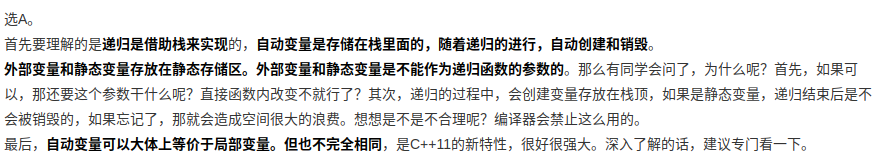 选A。
首先要理解的是递归是借助栈来实现的，自动变量是存储在栈里面的，随着递归的进行，自动创建和销毁。
外部变量和静态变量存放在静态存储区。外部变量和静态变量是不能作为递归函数的参数的。那么有同学会问了，为什么呢？首先，如果可
以，那还要这个参数干什么呢？直接函数内改变不就行了？其次，递归的过程中，会创建变量存放在栈顶，如果是静态变量，递归结束后是不
会被销毁的，如果忘记了，那就会造成空间很大的浪费。想想是不是不合理呢？编译器会禁止这么用的。
最后，自动变量可以大体上等价于局部变量。但也不完全相同，是C++11的新特性，很好很强大。深入了解的话，建议专门看一下。